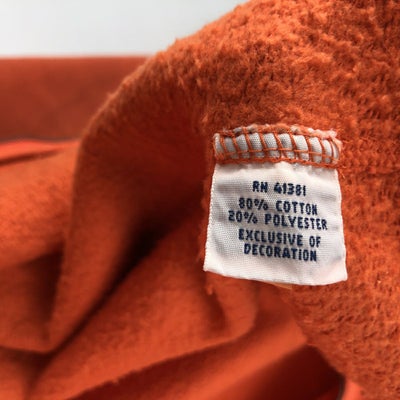 RN 41381
80% COTTON
20% POLYESTER
EXCLUSIVE OF
DECORATION